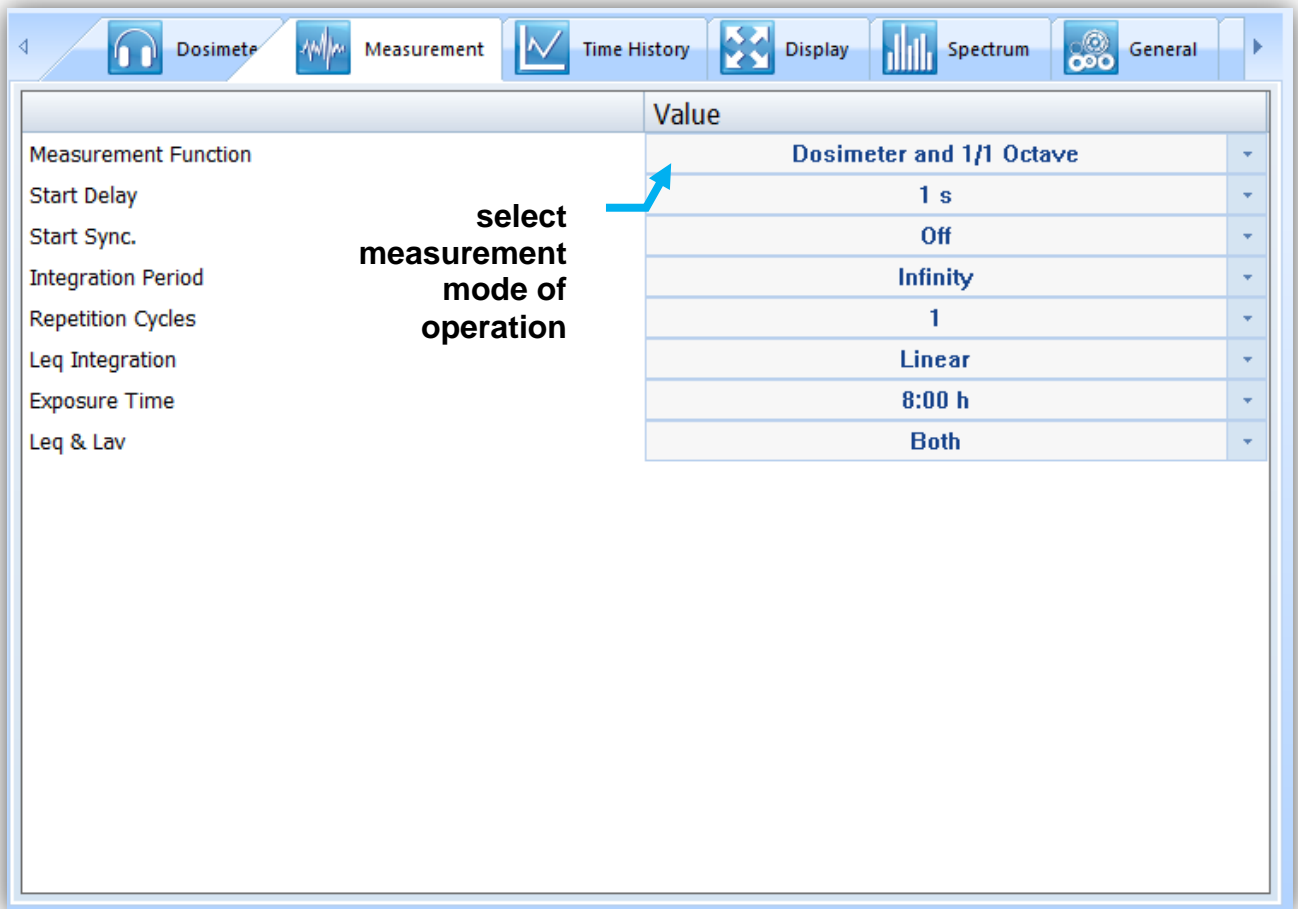 Dosimete
Measurement
Time History
Display
Spectrum
General
Value
Measurement Function
Dosimeter and 1/1 Octave
Start Delay
1 s
Start Sync.
Off
Integration Period
Infinity
Repetition Cycles
1
Leq Integration
Linear
Exposure Time
8:00 h
Leq & Lav
Both
select
measurement
mode of
operation